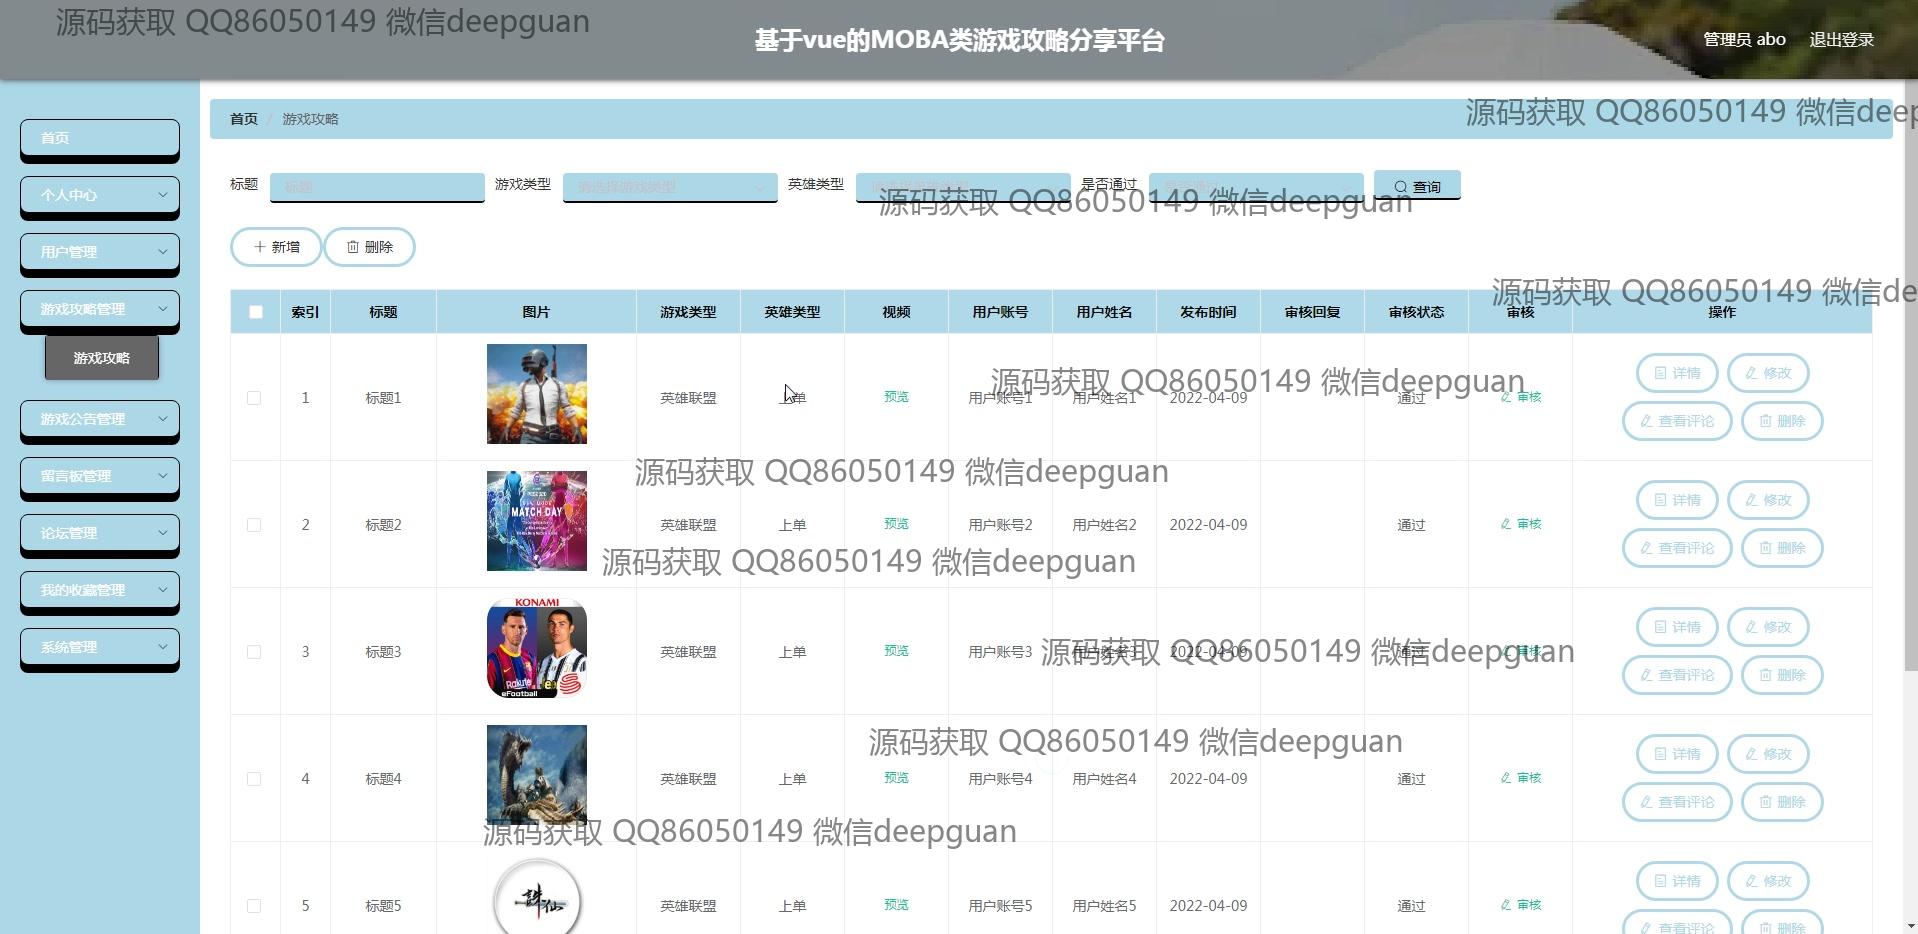 源码获取 QQ86050149 微信deepguan
基于vue的MOBA类游戏攻略分享平台
管理员 abo 退出登录
首页
个人中心
用户管理
游戏攻略管理
游戏攻略
游戏公告管理
留言板管理
论坛管理
我的收藏管理
系统管理
首页 / 游戏攻略
源码获取 QQ86050149 微信deep
标题 标题 游戏类型 请选择游戏类型 英雄类型 是否通过 查询
源码获取 QQ86050149 微信deepguan
新增 删除
源码获取 QQ86050149 微信de
索引 标题 图片 游戏类型 英雄类型 视频 用户账号 用户姓名 发布时间 审核回复 审核状态 审核 操作
源码获取 QQ86050149 微信deepguan
1 标题1 英雄联盟 上单 预览 用户账号1 用户姓名1 2022-04-09 通过 审核 详情 修改
查看评论 删除
源码获取 QQ86050149 微信deepguan
MATCH DAY
2 标题2 英雄联盟 上单 预览 用户账号2 用户姓名2 2022-04-09 通过 审核 详情 修改
查看评论 删除
源码获取 QQ86050149 微信deepguan
KONAMI
Rakuten
eFootball
3 标题3 英雄联盟 上单 预览 用户账号3 用户姓名3 2022-04-09 通过 审核 详情 修改
查看评论 删除
源码获取 QQ86050149 微信deepguan
源码获取 QQ86050149 微信deepguan
4 标题4 英雄联盟 上单 预览 用户账号4 用户姓名4 2022-04-09 通过 审核 详情 修改
查看评论 删除
源码获取 QQ86050149 微信deepguan
诛仙
5 标题5 英雄联盟 上单 预览 用户账号5 用户姓名5 2022-04-09 通过 审核 详情 修改
查看评论 删除